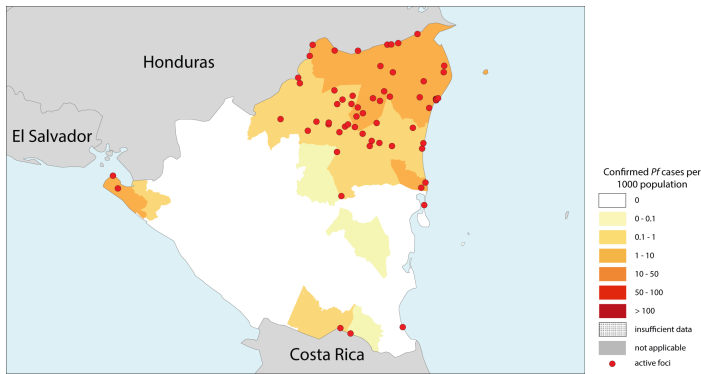 Honduras
El Salvador
Costa Rica
Confirmed Pf cases per
1000 population
0
0 - 0.1
0.1 - 1
1 - 10
10 - 50
50 - 100
> 100
insufficient data
not applicable
active foci